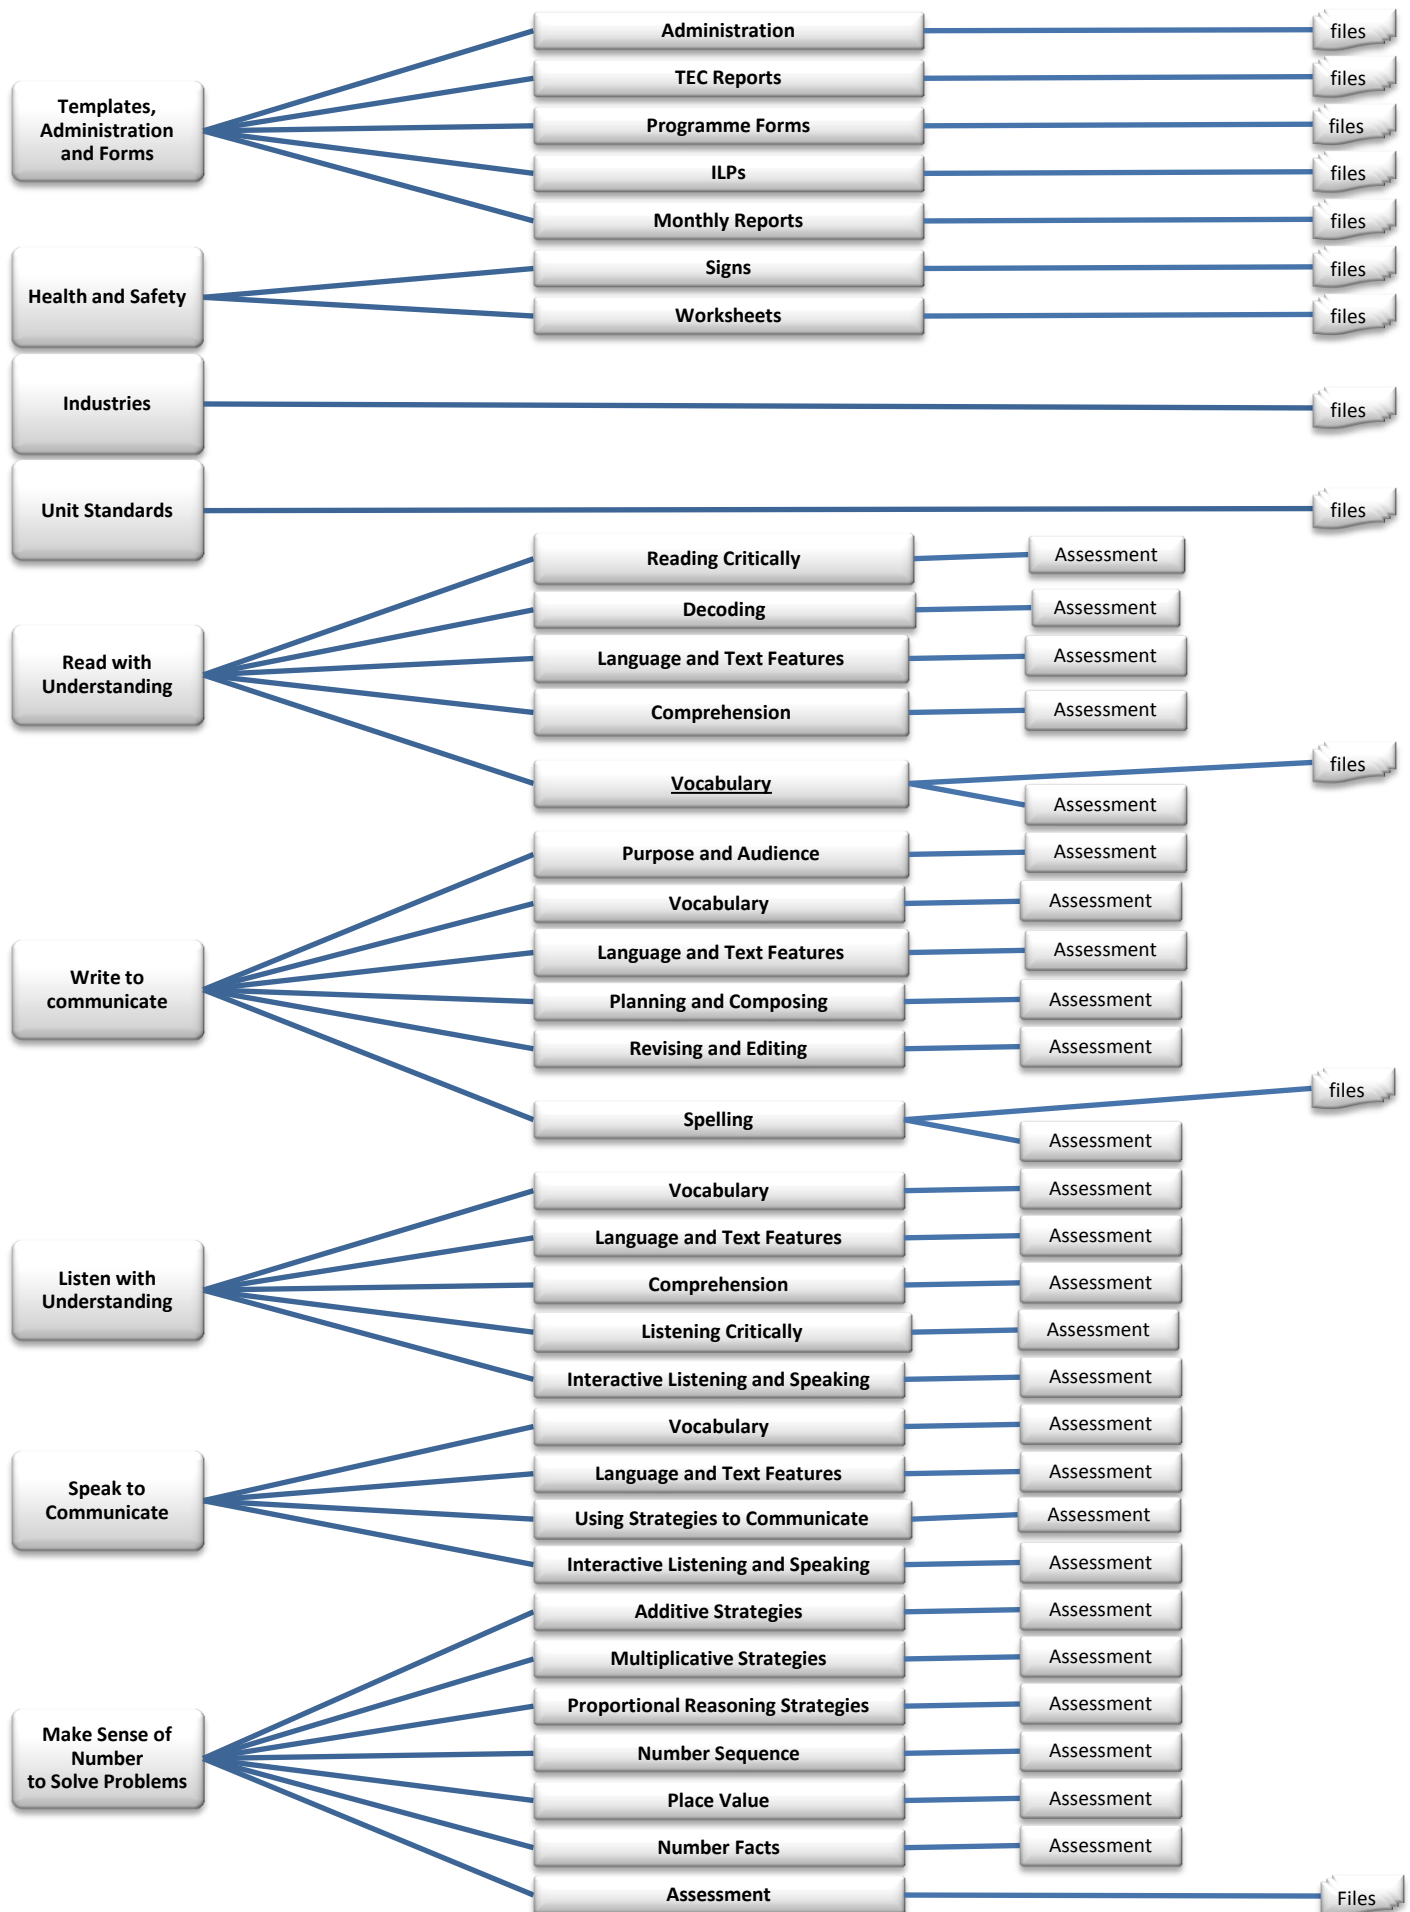 Templates,
Administration
and Forms
Administration
files
TEC Reports
files
Programme Forms
files
ILPs
files
Monthly Reports
files
Health and Safety
Signs
files
Worksheets
files
Industries
files
Unit Standards
files
Read with
Understanding
Reading Critically
Assessment
Decoding
Assessment
Language and Text Features
Assessment
Comprehension
Assessment
Vocabulary
files
Assessment
Write to
communicate
Purpose and Audience
Assessment
Vocabulary
Assessment
Language and Text Features
Assessment
Planning and Composing
Assessment
Revising and Editing
Assessment
Spelling
files
Assessment
Listen with
Understanding
Vocabulary
Assessment
Language and Text Features
Assessment
Comprehension
Assessment
Listening Critically
Assessment
Interactive Listening and Speaking
Assessment
Speak to
Communicate
Vocabulary
Assessment
Language and Text Features
Assessment
Using Strategies to Communicate
Assessment
Interactive Listening and Speaking
Assessment
Make Sense of
Number
to Solve Problems
Additive Strategies
Assessment
Multiplicative Strategies
Assessment
Proportional Reasoning Strategies
Assessment
Number Sequence
Assessment
Place Value
Assessment
Number Facts
Assessment
Assessment
Files